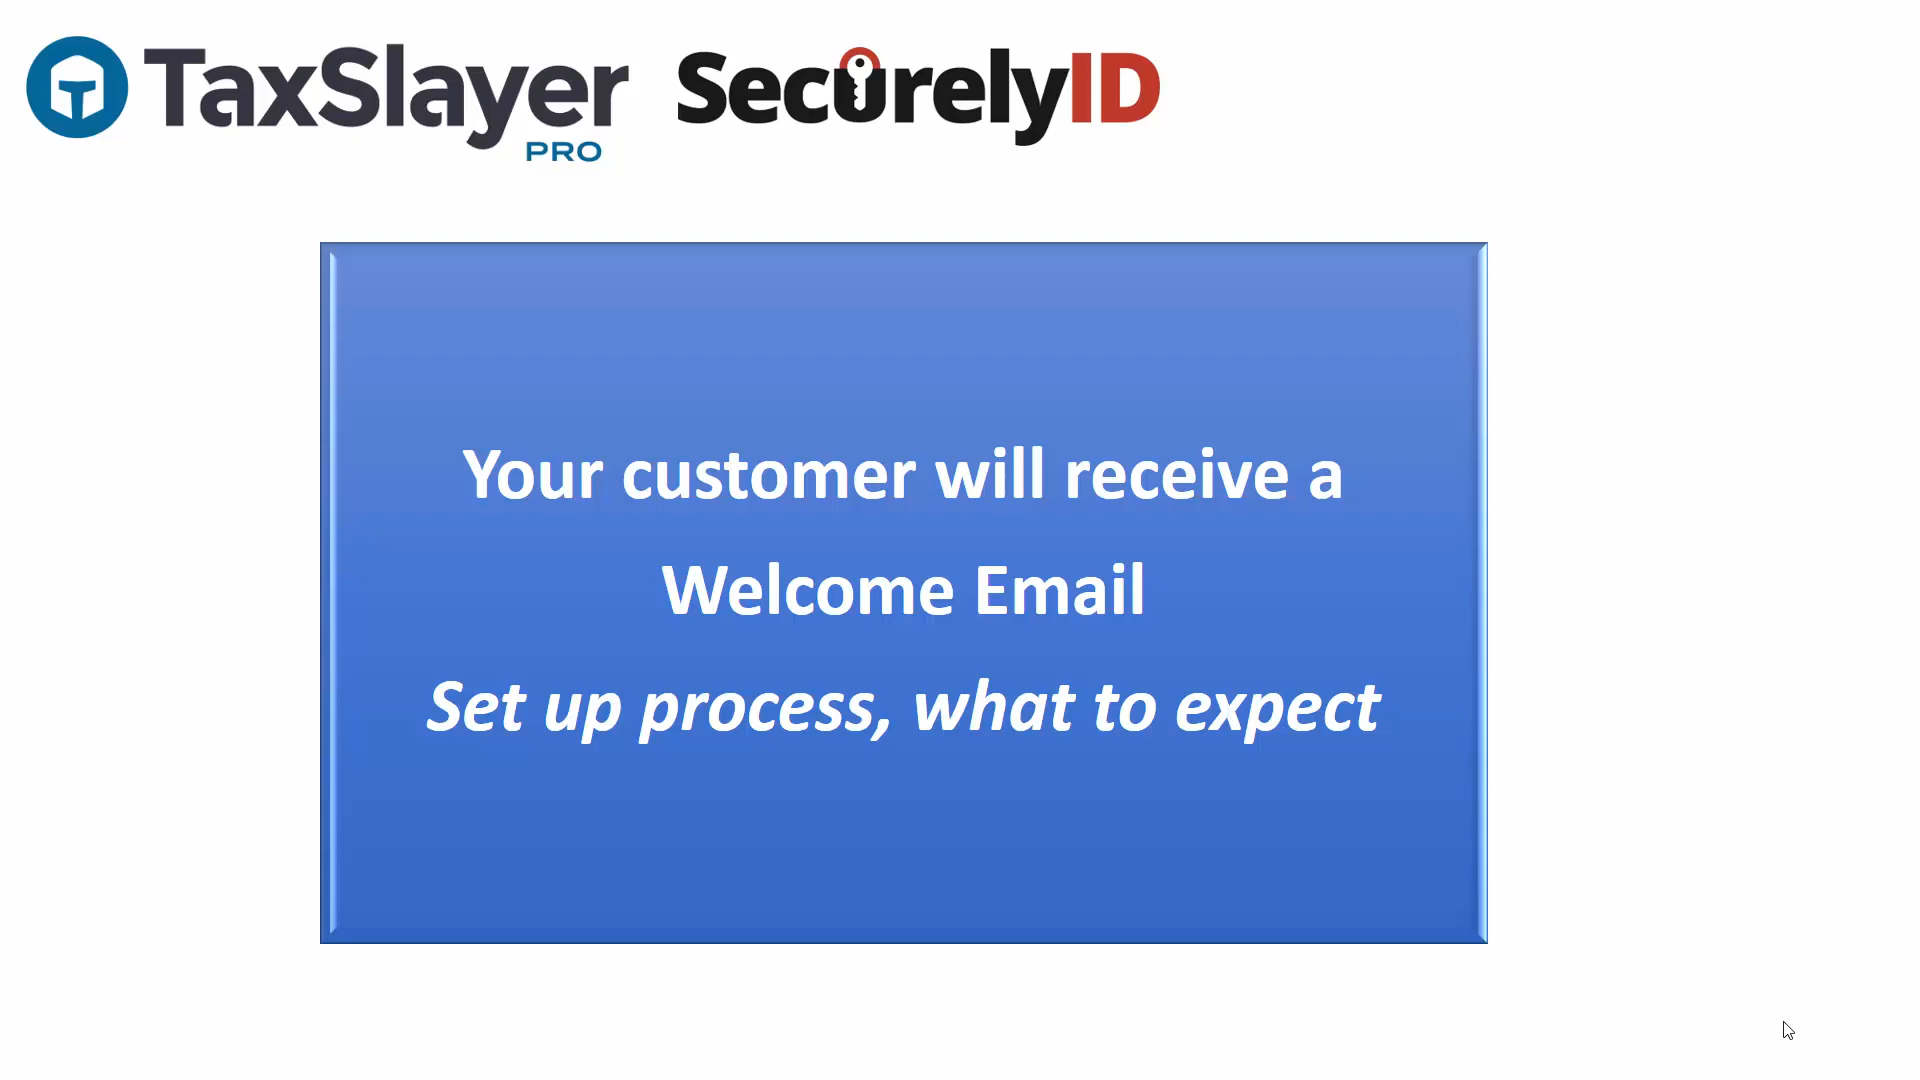 TaxSlayer PRO SecurelyID
Your customer will receive a
Welcome Email
Set up process, what to expect